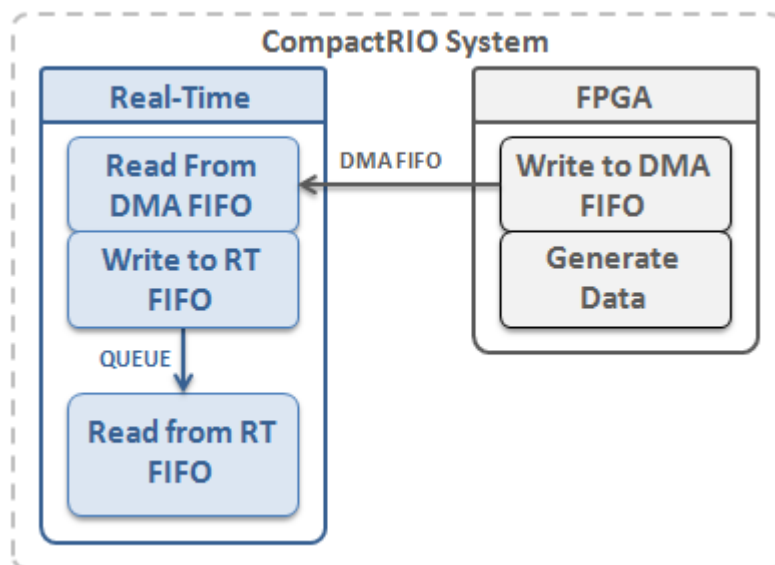 CompactRIO System
Real-Time
FPGA
Read From
DMA FIFO
DMA FIFO
Write to DMA
FIFO
Write to RT
FIFO
Generate
Data
QUEUE
Read from RT
FIFO